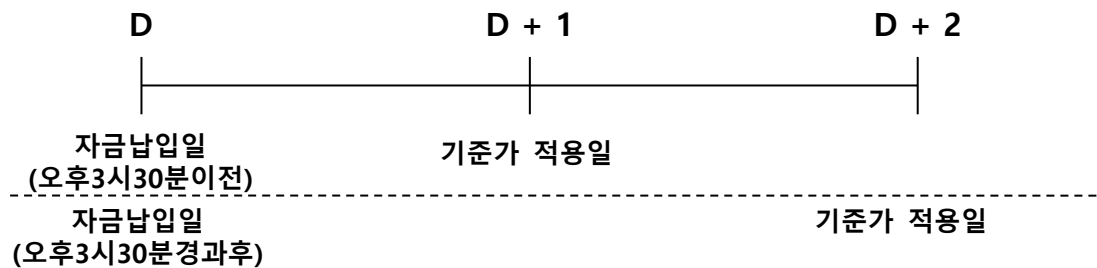 D D + 1 D + 2
자금납입일
(오후3시30분이전)
기준가 적용일
자금납입일
(오후3시30분경과후)
기준가 적용일